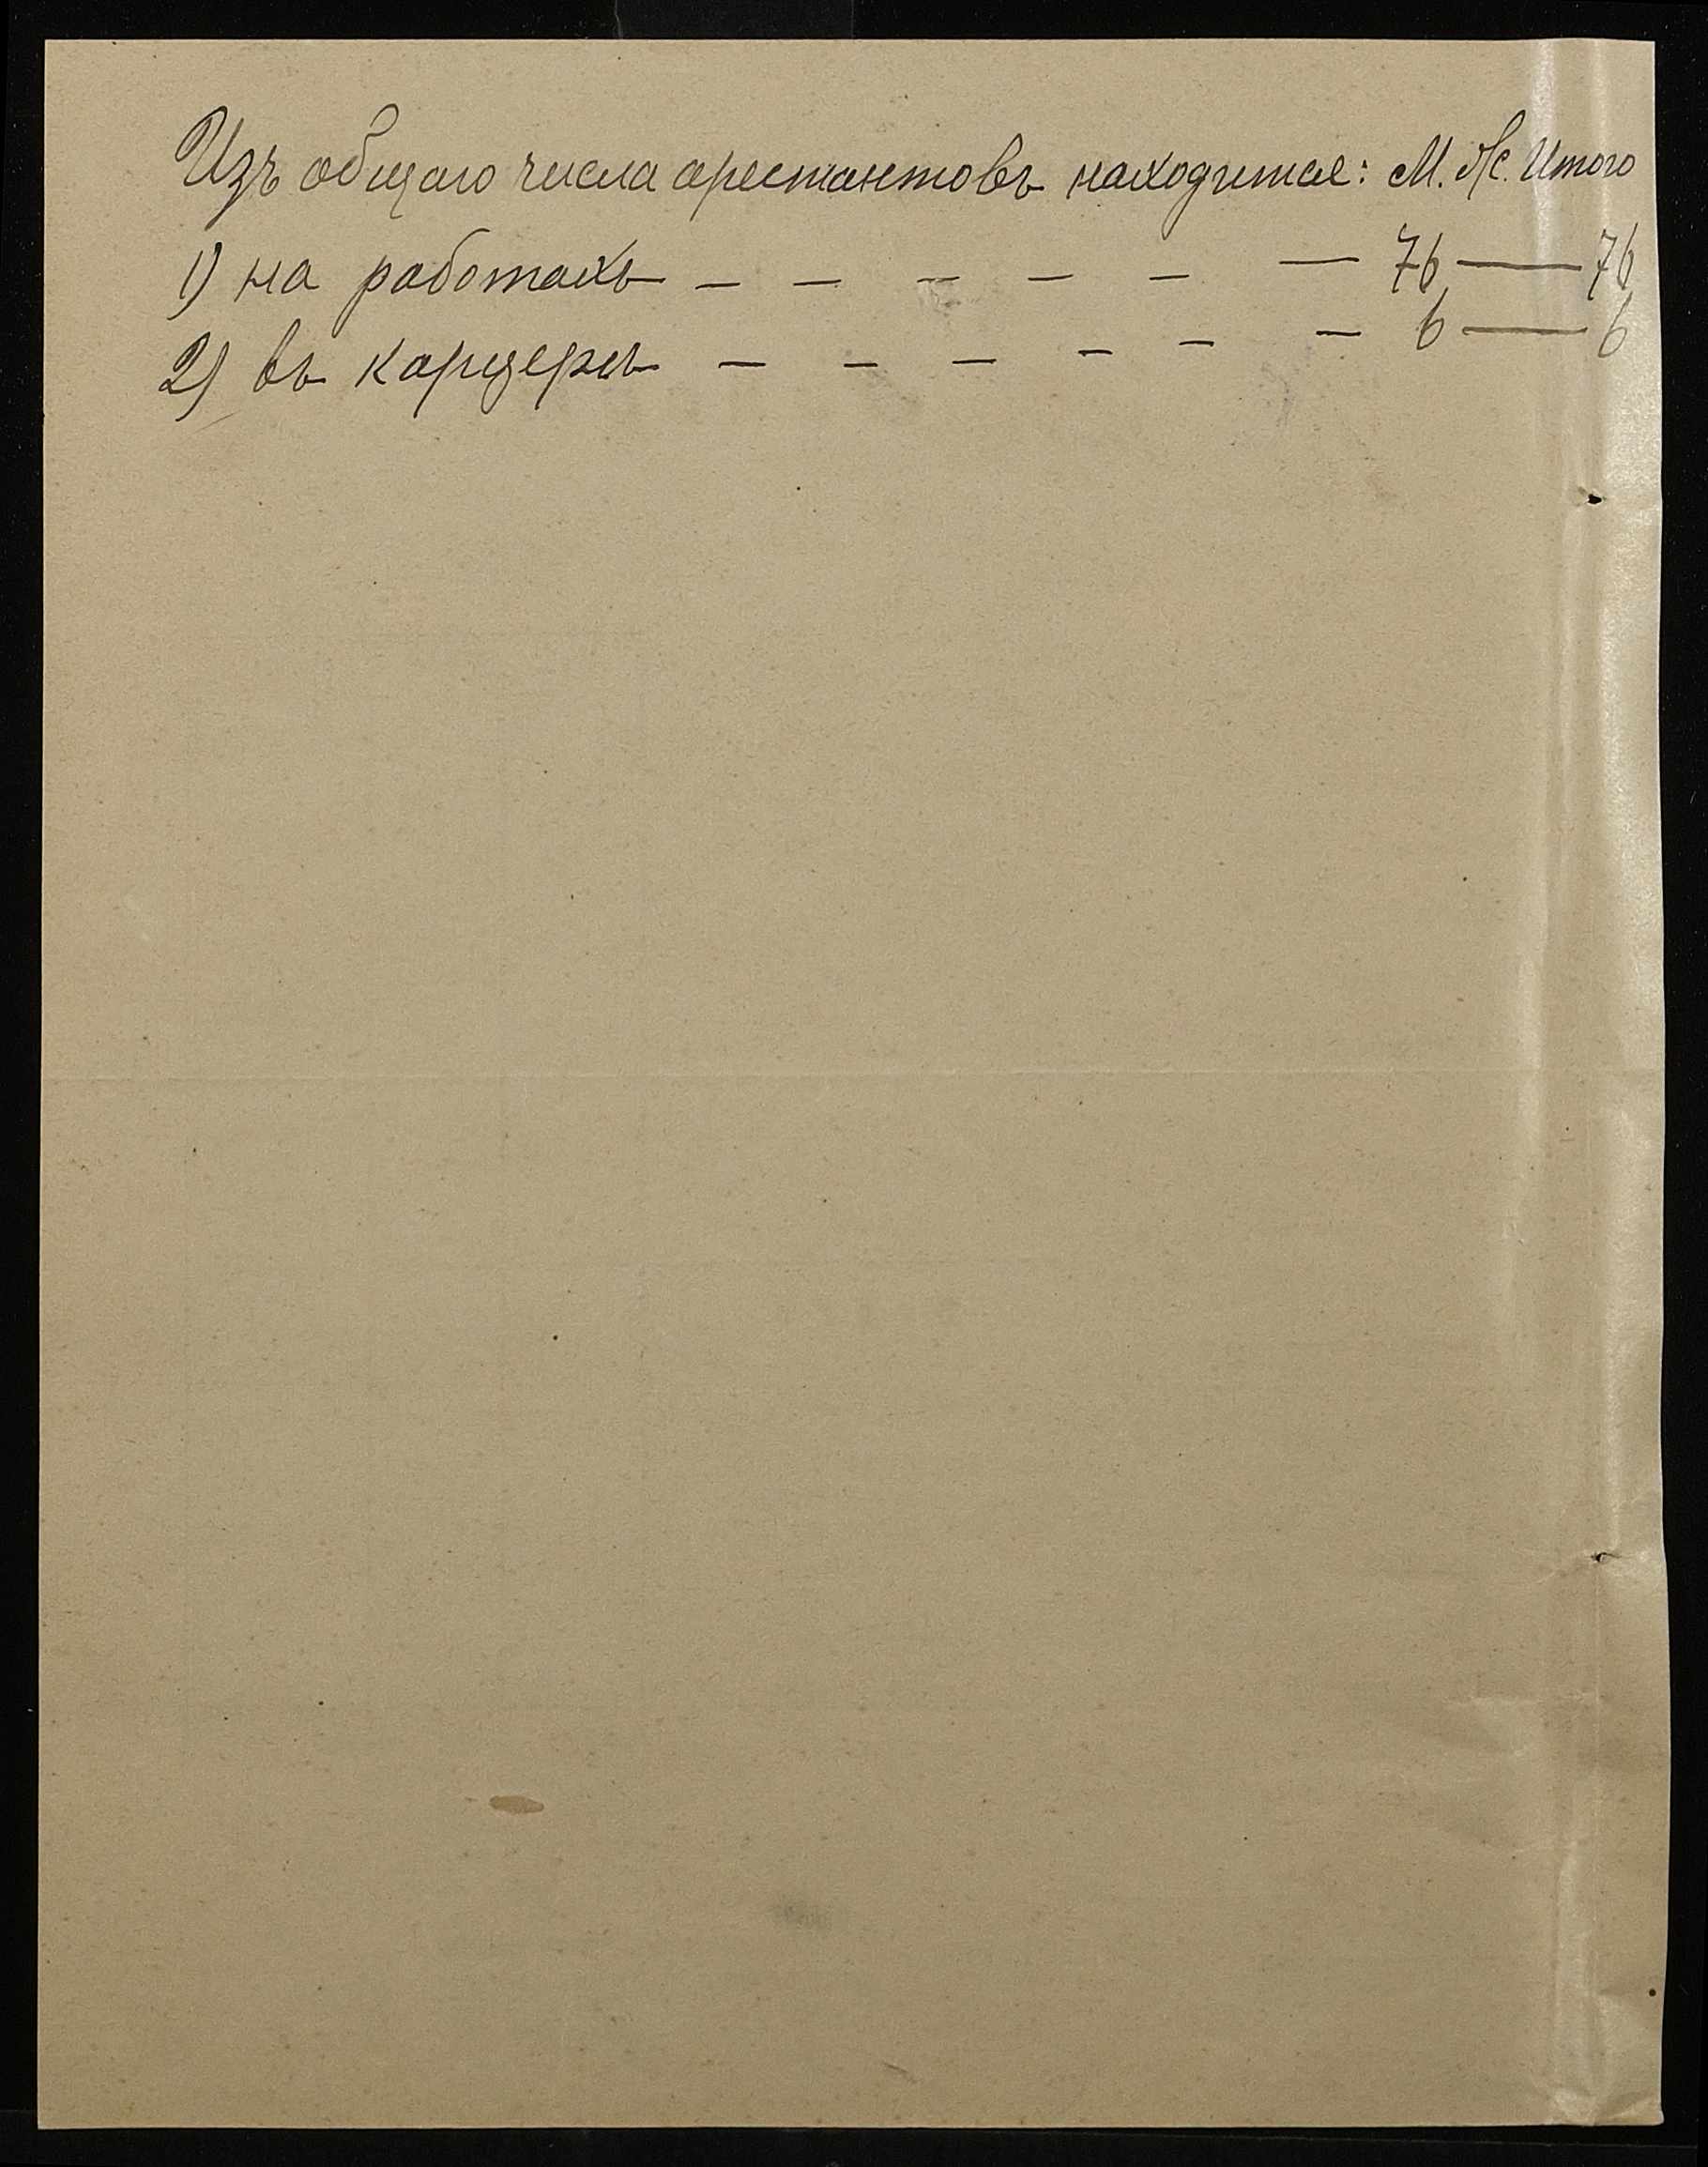 Изъ общаго числа арестантовъ находится: М. Ж. Итого
1) на работахъ — — — — — — 76 — 76
2) въ карцерѣ — — — — — — 6 — 6